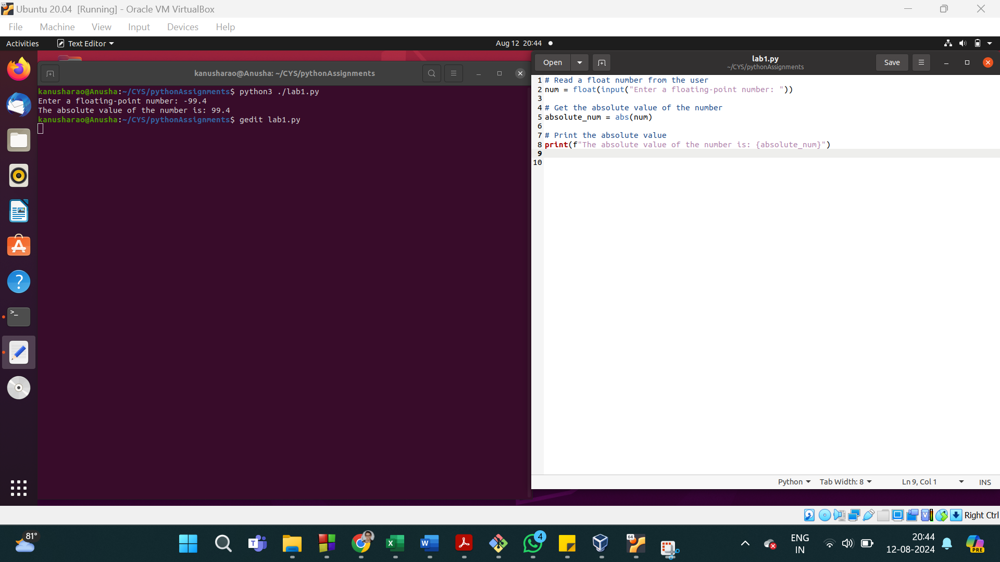 Ubuntu 20.04 [Running] - Oracle VM VirtualBox
File Machine View Input Devices Help
Activities Text Editor Aug 12 20:44
kanusharao@Anusha: ~/CYS/pythonAssignments
kanusharao@Anusha:~/CYS/pythonAssignments$ python3 ./lab1.py
Enter a floating-point number: -99.4
The absolute value of the number is: 99.4
kanusharao@Anusha:~/CYS/pythonAssignments$ gedit lab1.py
Open lab1.py Save
~/CYS/pythonAssignments
1 # Read a float number from the user
2 num = float(input("Enter a floating-point number: "))
3
4 # Get the absolute value of the number
5 absolute_num = abs(num)
6
7 # Print the absolute value
8 print(f"The absolute value of the number is: {absolute_num}")
9
10
Python Tab Width: 8 Ln 9, Col 1 INS
Right Ctrl
81°
4
64
PRE
ENG
IN
20:44
12-08-2024